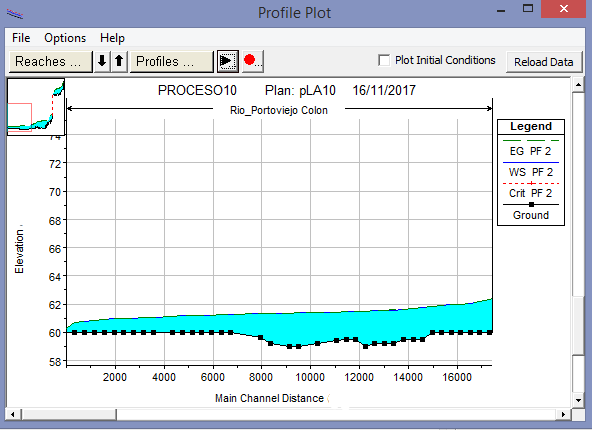 Profile Plot
File Options Help
Reaches ... Profiles ... ... Plot Initial Conditions Reload Data
PROCESO10 Plan: pLA10 16/11/2017
Rio_Portoviejo Colon
Legend
EG PF 2
WS PF 2
Crit PF 2
Ground
74
72
70
68
66
64
62
60
58
Elevation
2000 4000 6000 8000 10000 12000 14000 16000
Main Channel Distance